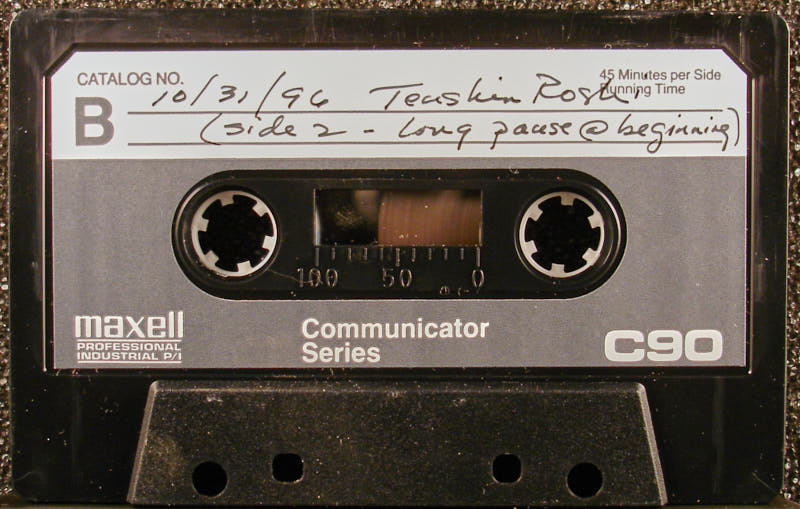 CATALOG NO.
10/31/96 Tenshin Roshi
45 Minutes per Side
Running Time
B
(side 2 - long pause @ beginning)
100 50 0
maxell
PROFESSIONAL
INDUSTRIAL P/I
Communicator
Series
C90